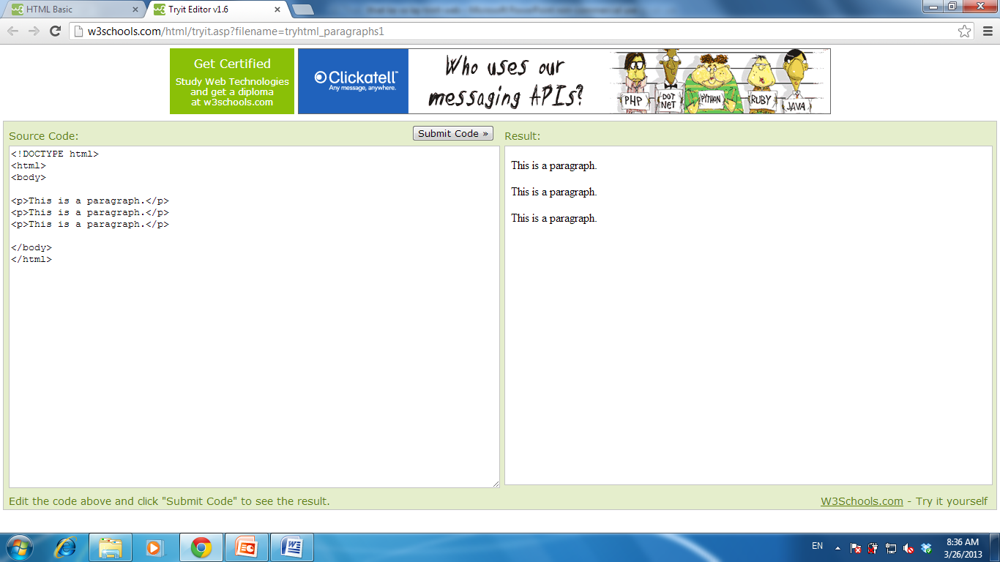 HTML Basic
Tryit Editor v1.6
w3schools.com/html/tryit.asp?filename=tryhtml_paragraphs1
Get Certified
Study Web Technologies
and get a diploma
at w3schools.com
Clickatell™
Any message, anywhere.
Who uses our
messaging APIs?
PHP
DOT
NET
PYTHON
RUBY
JAVA
Source Code:
Submit Code »
Result:
<!DOCTYPE html>
<html>
<body>
<p>This is a paragraph.</p>
<p>This is a paragraph.</p>
<p>This is a paragraph.</p>
</body>
</html>
This is a paragraph.
This is a paragraph.
This is a paragraph.
Edit the code above and click "Submit Code" to see the result.
W3Schools.com - Try it yourself
EN
8:36 AM
3/26/2013